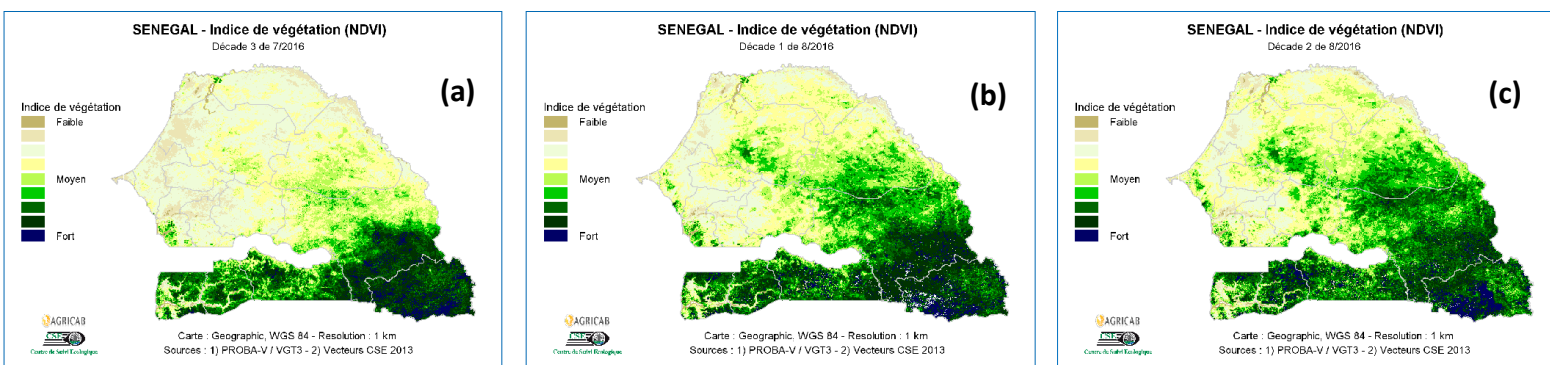 SENEGAL - Indice de végétation (NDVI)
Décade 3 de 7/2016
(a)
Indice de végétation
Faible
Moyen
Fort
AGRICAB
CSE
Centre de Suivi Ecologique
Carte : Geographic, WGS 84 - Resolution : 1 km
Sources : 1) PROBA-V / VGT3 - 2) Vecteurs CSE 2013
SENEGAL - Indice de végétation (NDVI)
Décade 1 de 8/2016
(b)
Indice de végétation
Faible
Moyen
Fort
AGRICAB
CSE
Centre de Suivi Ecologique
Carte : Geographic, WGS 84 - Resolution : 1 km
Sources : 1) PROBA-V / VGT3 - 2) Vecteurs CSE 2013
SENEGAL - Indice de végétation (NDVI)
Décade 2 de 8/2016
(c)
Indice de végétation
Faible
Moyen
Fort
AGRICAB
CSE
Centre de Suivi Ecologique
Carte : Geographic, WGS 84 - Resolution : 1 km
Sources : 1) PROBA-V / VGT3 - 2) Vecteurs CSE 2013